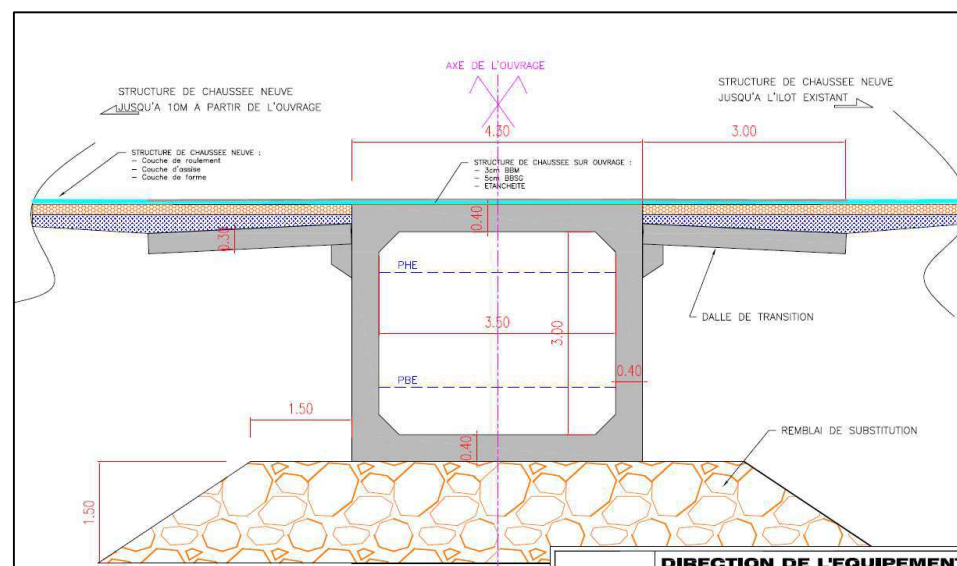 AXE DE L'OUVRAGE
STRUCTURE DE CHAUSSEE NEUVE
JUSQU'A 10M A PARTIR DE L'OUVRAGE
STRUCTURE DE CHAUSSEE NEUVE
JUSQU'A L'ILOT EXISTANT
4.30
3.00
STRUCTURE DE CHAUSSEE NEUVE :
- Couche de roulement
- Couche d'assise
- Couche de forme
STRUCTURE DE CHAUSSEE SUR OUVRAGE :
- 3cm BBM
- 5cm BBSG
- ETANCHEITE
0.40
0.30
PHE
3.50
3.00
DALLE DE TRANSITION
PBE
0.40
1.50
0.40
REMBLAI DE SUBSTITUTION
1.50
DIRECTION DE L'EQUIPEMENT